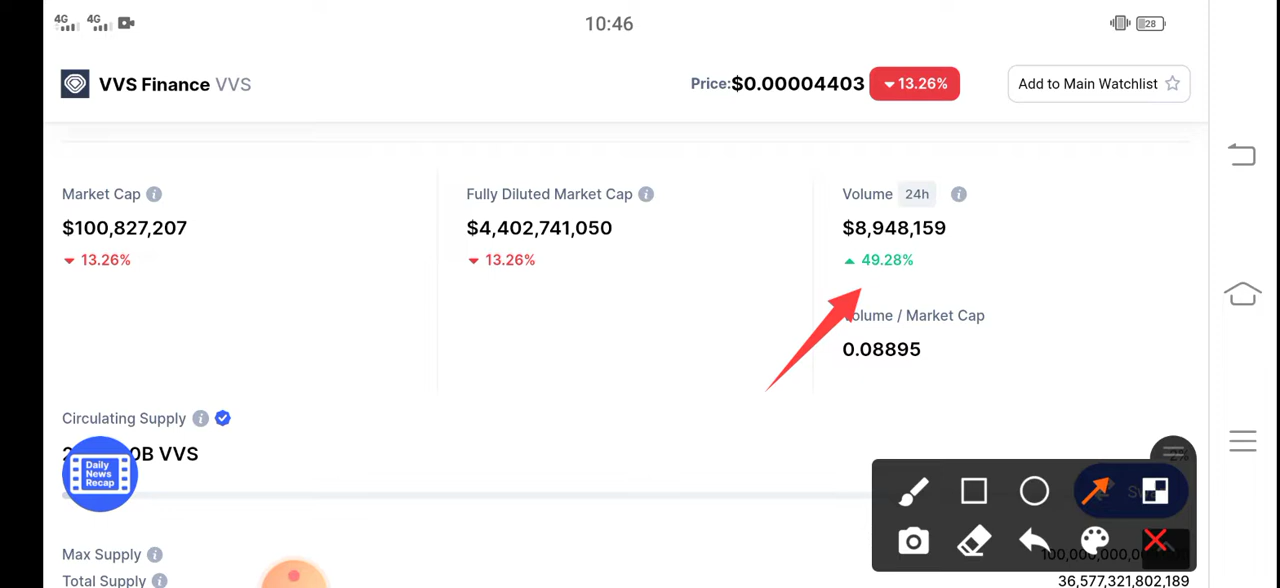 4G 4G 10:46 28
VVS Finance VVS Price:$0.00004403 13.26% Add to Main Watchlist
Market Cap Fully Diluted Market Cap Volume 24h
$100,827,207 $4,402,741,050 $8,948,159
13.26% 13.26% 49.28%
Volume / Market Cap
0.08895
Circulating Supply
0B VVS
Daily
News
Recap
Max Supply
Total Supply 36,577,321,802,189